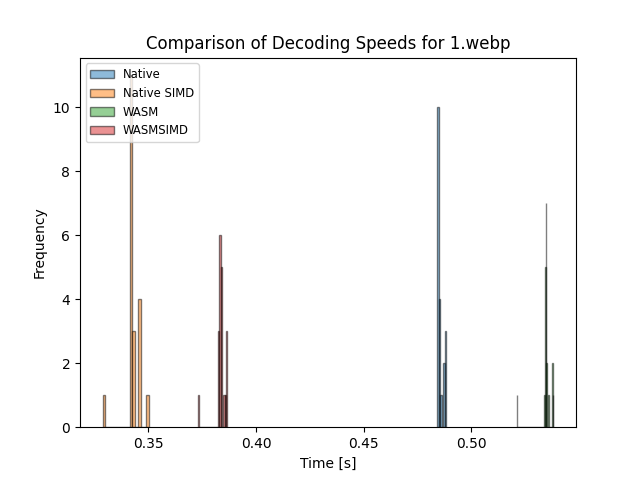 Comparison of Decoding Speeds for 1.webp
Native
Native SIMD
WASM
WASMSIMD
10
8
6
4
2
0
Frequency
0.35
0.40
0.45
0.50
Time [s]